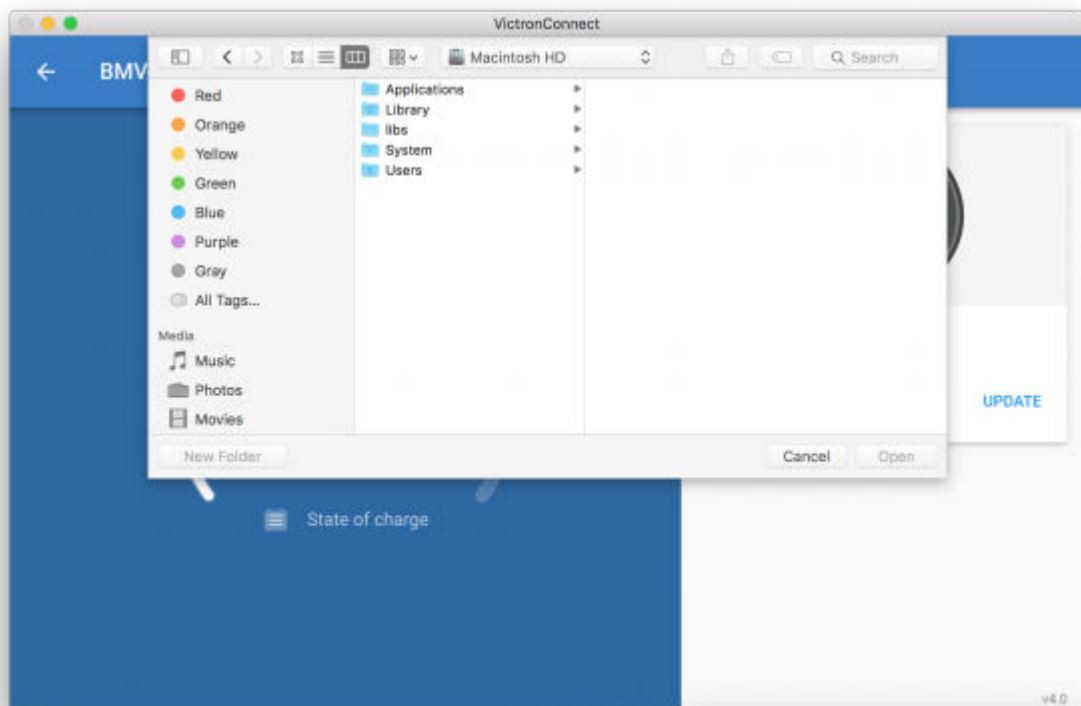 VictronConnect
BMV
Macintosh HD
Search
Red
Orange
Yellow
Green
Blue
Purple
Gray
All Tags...
Media
Music
Photos
Movies
Applications
Library
libs
System
Users
UPDATE
New Folder
Cancel
Open
State of charge
v4.0